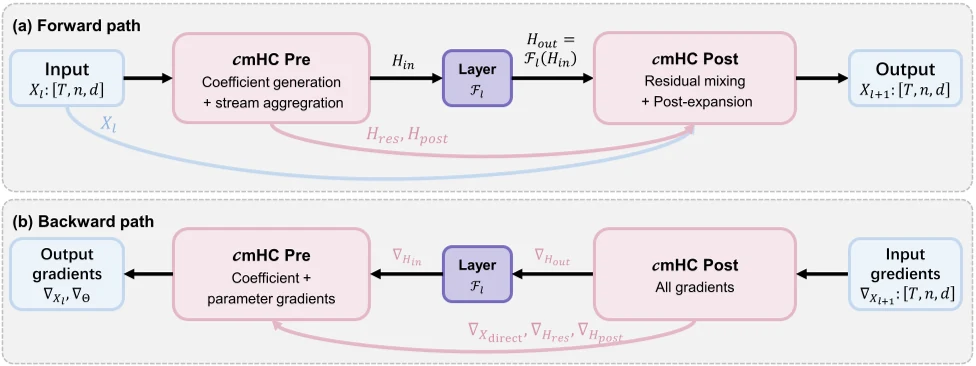 (a) Forward path
Input
X_l: [T, n, d]
cmHC Pre
Coefficient generation
+ stream aggregration
H_in
Layer
ℱ_l
H_out =
ℱ_l(H_in)
cmHC Post
Residual mixing
+ Post-expansion
Output
X_{l+1}: [T, n, d]
X_l
H_res, H_post
(b) Backward path
Output
gradients
∇_{X_l}, ∇_Θ
cmHC Pre
Coefficient +
parameter gradients
∇_{H_in}
Layer
ℱ_l
∇_{H_out}
cmHC Post
All gradients
Input
gredients
∇_{X_{l+1}}: [T, n, d]
∇_{X_direct}, ∇_{H_res}, ∇_{H_post}